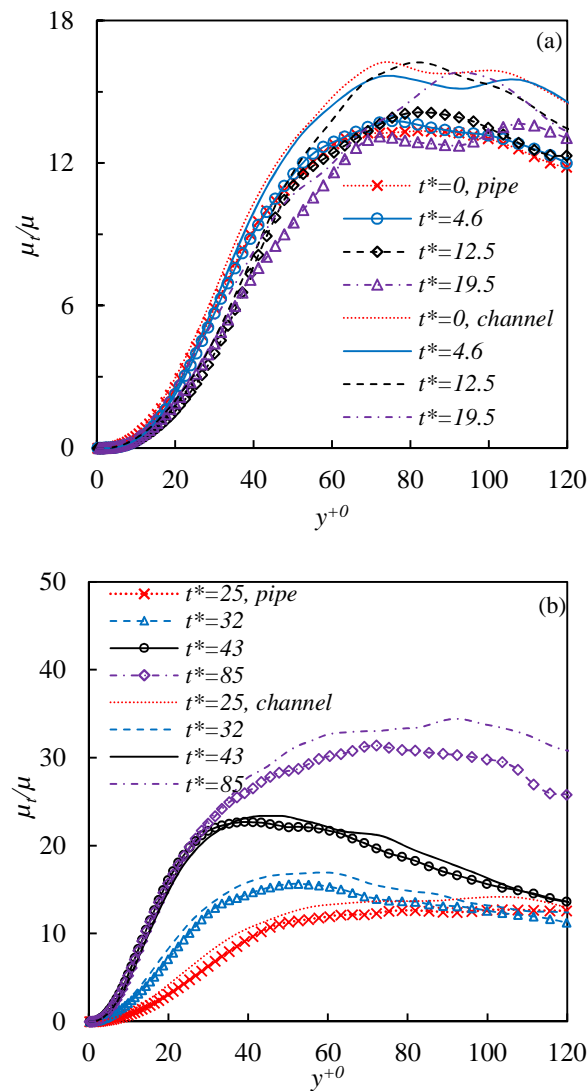 (a)
18
12
6
0
μt/μ
t*=0, pipe
t*=4.6
t*=12.5
t*=19.5
t*=0, channel
t*=4.6
t*=12.5
t*=19.5
0 20 40 60 80 100 120
y+0
(b)
50
40
30
20
10
0
μt/μ
t*=25, pipe
t*=32
t*=43
t*=85
t*=25, channel
t*=32
t*=43
t*=85
0 20 40 60 80 100 120
y+0